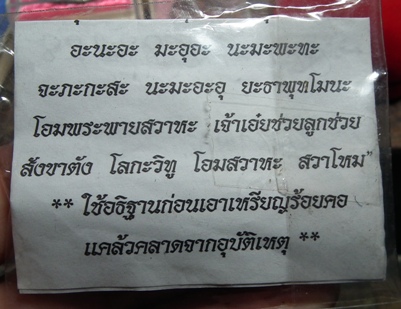 อะนะอะ มะอุอะ นะมะพะทะ
จะภะกะสะ นะมะอะอุ ยะธาพุทโมนะ
โอมพระพายสวาหะ เจ้าเอ๋ยช่วยลูกช่วย
สังขาตัง โลกะวิทู โอมสวาหะ สวาโหม"
** ใช้อธิฐานก่อนเอาเหรียญร้อยคอ
แคล้วคลาดจากอุบัติเหตุ **